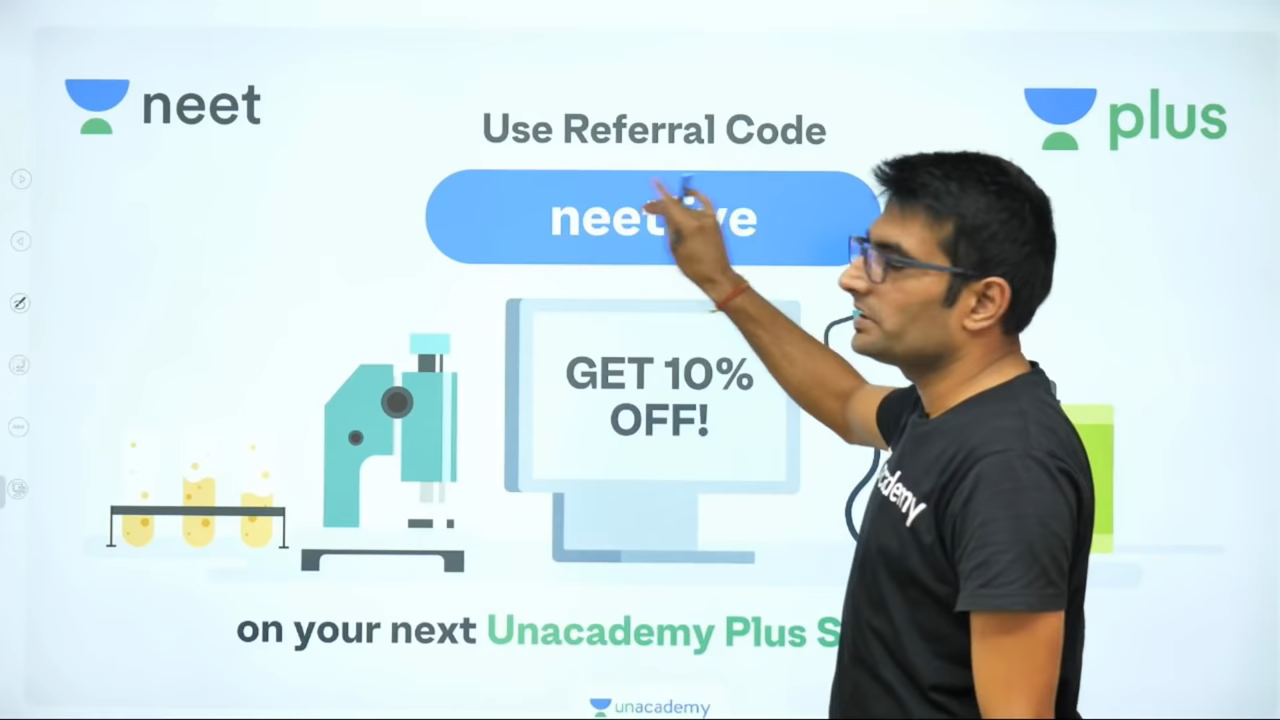 neet
Use Referral Code
plus
GET 10%
OFF!
on your next Unacademy Plus
unacademy